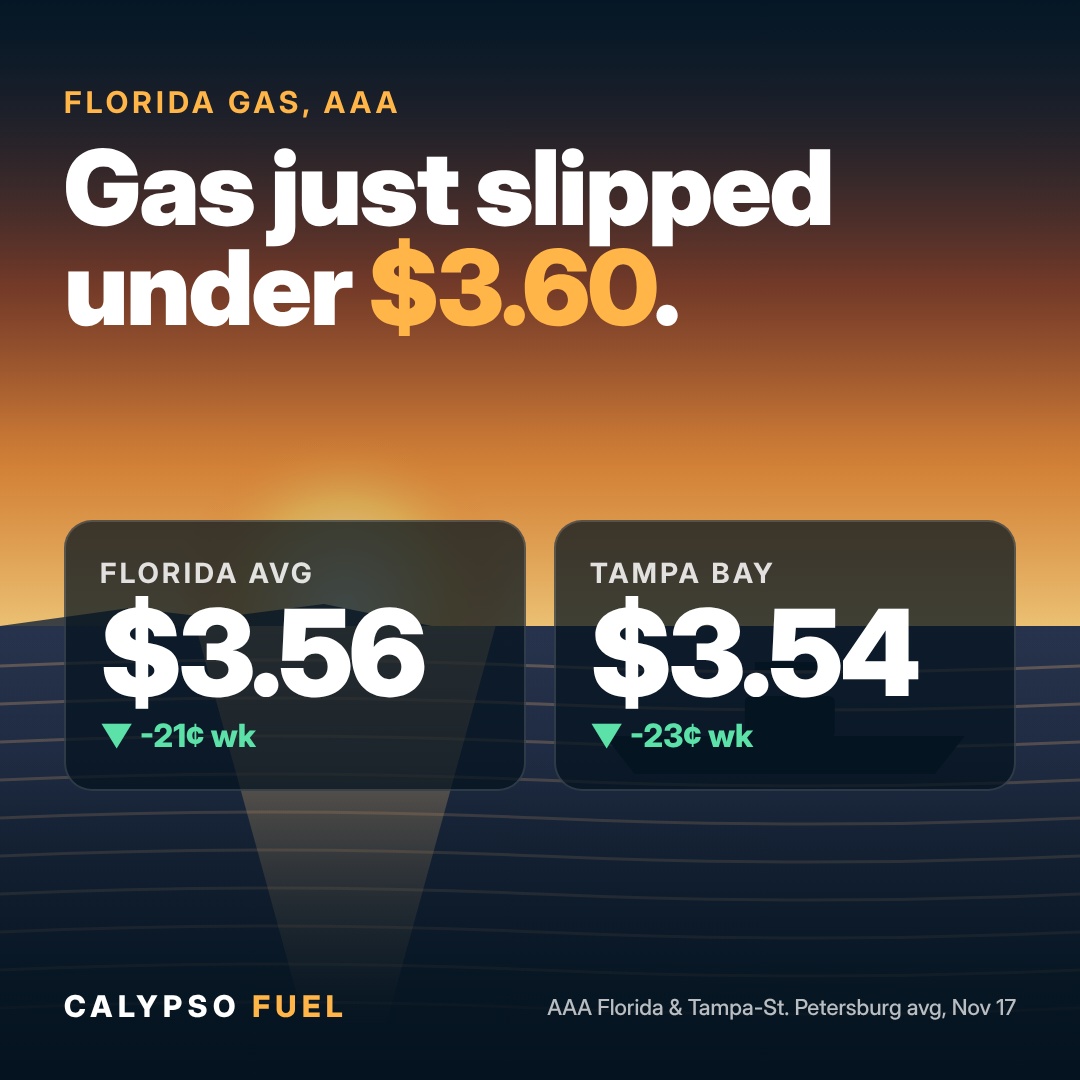 FLORIDA GAS, AAA
Gas just slipped
under $3.60.
FLORIDA AVG
$3.56
▼ -21¢ wk
TAMPA BAY
$3.54
▼ -23¢ wk
CALYPSO FUEL
AAA Florida & Tampa-St. Petersburg avg, Nov 17